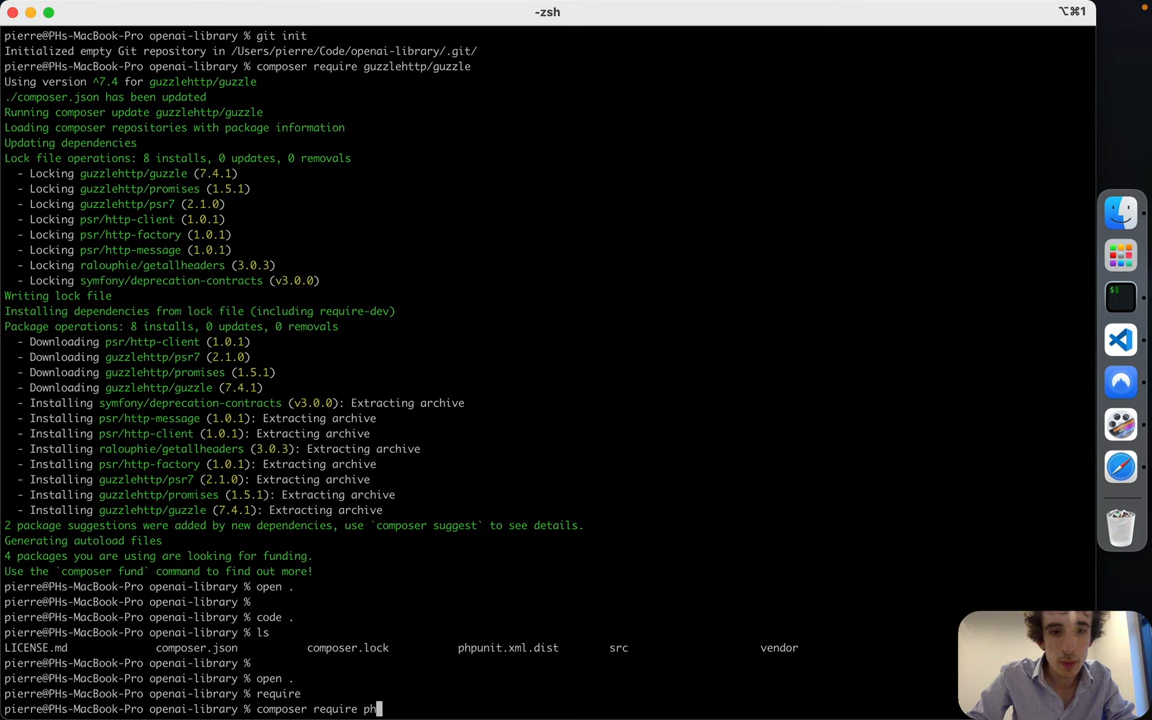 -zsh
⌥⌘1
pierre@PHs-MacBook-Pro openai-library % git init
Initialized empty Git repository in /Users/pierre/Code/openai-library/.git/
pierre@PHs-MacBook-Pro openai-library % composer require guzzlehttp/guzzle
Using version ^7.4 for guzzlehttp/guzzle
./composer.json has been updated
Running composer update guzzlehttp/guzzle
Loading composer repositories with package information
Updating dependencies
Lock file operations: 8 installs, 0 updates, 0 removals
- Locking guzzlehttp/guzzle (7.4.1)
- Locking guzzlehttp/promises (1.5.1)
- Locking guzzlehttp/psr7 (2.1.0)
- Locking psr/http-client (1.0.1)
- Locking psr/http-factory (1.0.1)
- Locking psr/http-message (1.0.1)
- Locking ralouphie/getallheaders (3.0.3)
- Locking symfony/deprecation-contracts (v3.0.0)
Writing lock file
Installing dependencies from lock file (including require-dev)
Package operations: 8 installs, 0 updates, 0 removals
- Downloading psr/http-client (1.0.1)
- Downloading guzzlehttp/psr7 (2.1.0)
- Downloading guzzlehttp/promises (1.5.1)
- Downloading guzzlehttp/guzzle (7.4.1)
- Installing symfony/deprecation-contracts (v3.0.0): Extracting archive
- Installing psr/http-message (1.0.1): Extracting archive
- Installing psr/http-client (1.0.1): Extracting archive
- Installing ralouphie/getallheaders (3.0.3): Extracting archive
- Installing psr/http-factory (1.0.1): Extracting archive
- Installing guzzlehttp/psr7 (2.1.0): Extracting archive
- Installing guzzlehttp/promises (1.5.1): Extracting archive
- Installing guzzlehttp/guzzle (7.4.1): Extracting archive
2 package suggestions were added by new dependencies, use `composer suggest` to see details.
Generating autoload files
4 packages you are using are looking for funding.
Use the `composer fund` command to find out more!
pierre@PHs-MacBook-Pro openai-library % open .
pierre@PHs-MacBook-Pro openai-library %
pierre@PHs-MacBook-Pro openai-library % code .
pierre@PHs-MacBook-Pro openai-library % ls
LICENSE.md composer.json composer.lock phpunit.xml.dist src vendor
pierre@PHs-MacBook-Pro openai-library %
pierre@PHs-MacBook-Pro openai-library % open .
pierre@PHs-MacBook-Pro openai-library % require
pierre@PHs-MacBook-Pro openai-library % composer require ph